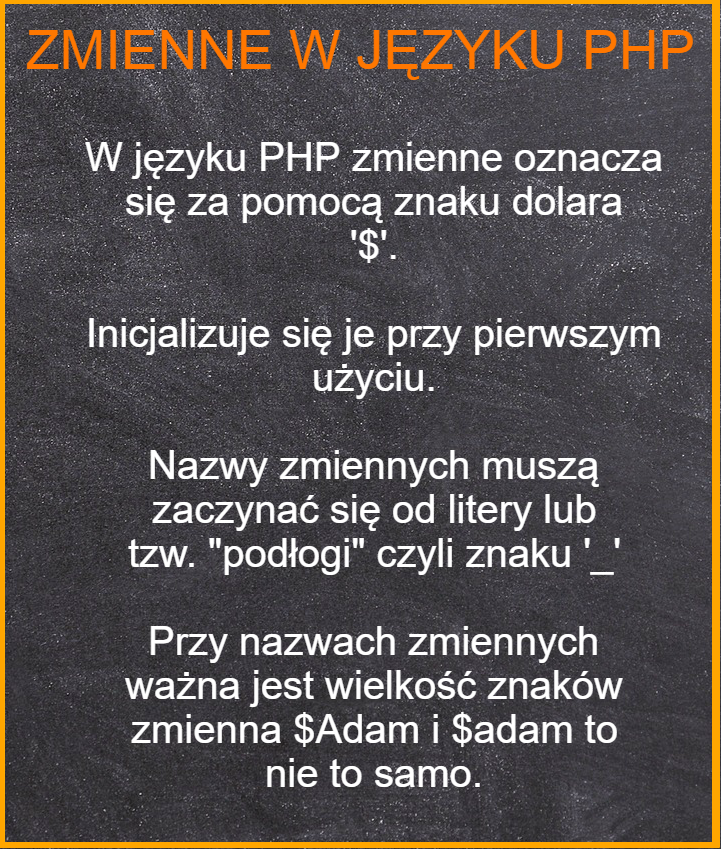 ZMIENNE W JĘZYKU PHP
W języku PHP zmienne oznacza
się za pomocą znaku dolara
'$'.
Inicjalizuje się je przy pierwszym
użyciu.
Nazwy zmiennych muszą
zaczynać się od litery lub
tzw. "podłogi" czyli znaku '_'
Przy nazwach zmiennych
ważna jest wielkość znaków
zmienna $Adam i $adam to
nie to samo.